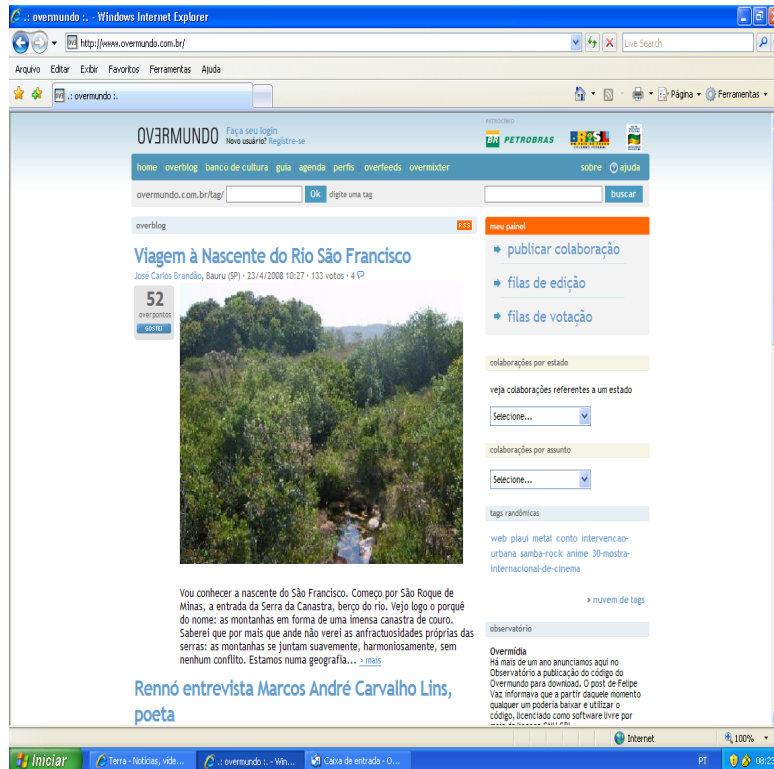 .: overmundo :. - Windows Internet Explorer
http://www.overmundo.com.br/
Live Search
Arquivo Editar Exibir Favoritos Ferramentas Ajuda
.: overmundo :.
Página Ferramentas
OVERMUNDO
Faça seu login
Novo usuário? Registre-se
PATROCÍNIO
BR PETROBRAS
BRASIL
home overblog banco de cultura guia agenda perfis overfeeds overmixter
sobre ajuda
overmundo.com.br/tag/ Ok digite uma tag
buscar
overblog
RSS
Viagem à Nascente do Rio São Francisco
José Carlos Brandão, Bauru (SP) · 23/4/2008 10:27 · 133 votos · 4
52
overpontos
GOSTEI
Vou conhecer a nascente do São Francisco. Começo por São Roque de
Minas, a entrada da Serra da Canastra, berço do rio. Vejo logo o porquê
do nome: as montanhas em forma de uma imensa canastra de couro.
Saberei que por mais que ande não verei as anfractuosidades próprias das
serras: as montanhas se juntam suavemente, harmoniosamente, sem
nenhum conflito. Estamos numa geografia... > mais
Rennó entrevista Marcos André Carvalho Lins,
poeta
meu painel
publicar colaboração
filas de edição
filas de votação
colaborações por estado
veja colaborações referentes a um estado
Selecione...
colaborações por assunto
Selecione...
tags randômicas
web piaui metal conto intervencao-
urbana samba-rock anime 30-mostra-
internacional-de-cinema
> nuvem de tags
observatório
Overmídia
Há mais de um ano anunciamos aqui no
Observatório a publicação do código do
Overmundo para download. O post de Felipe
Vaz informava que a partir daquele momento
qualquer um poderia baixar e utilizar o
código, licenciado como software livre por
Internet
100%
Iniciar
Terra - Notícias, víde...
.: overmundo :. - Win...
Caixa de entrada - O...
PT
08:23